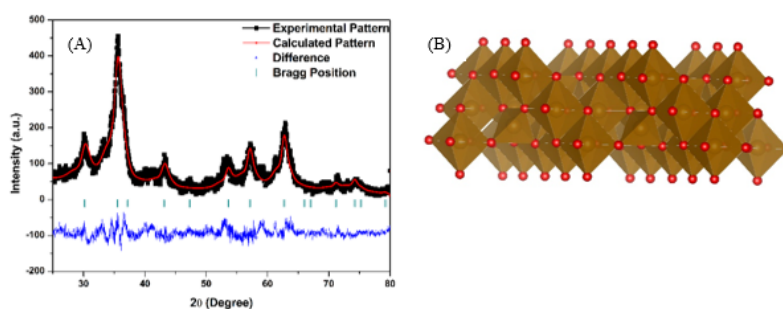 (A)
Experimental Pattern
Calculated Pattern
Difference
Bragg Position
Intensity (a.u.)
500
400
300
200
100
0
-100
-200
30
40
50
60
70
80
2θ (Degree)
(B)